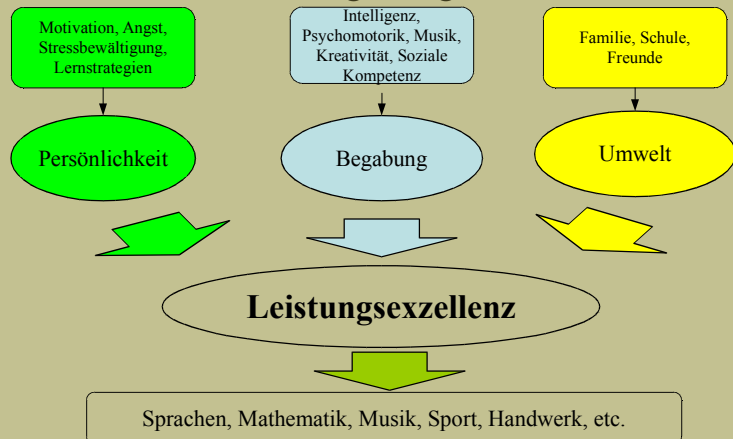 Motivation, Angst,
Stressbewältigung,
Lernstrategien
Intelligenz,
Psychomotorik, Musik,
Kreativität, Soziale
Kompetenz
Familie, Schule,
Freunde
Persönlichkeit
Begabung
Umwelt
Leistungsexzellenz
Sprachen, Mathematik, Musik, Sport, Handwerk, etc.